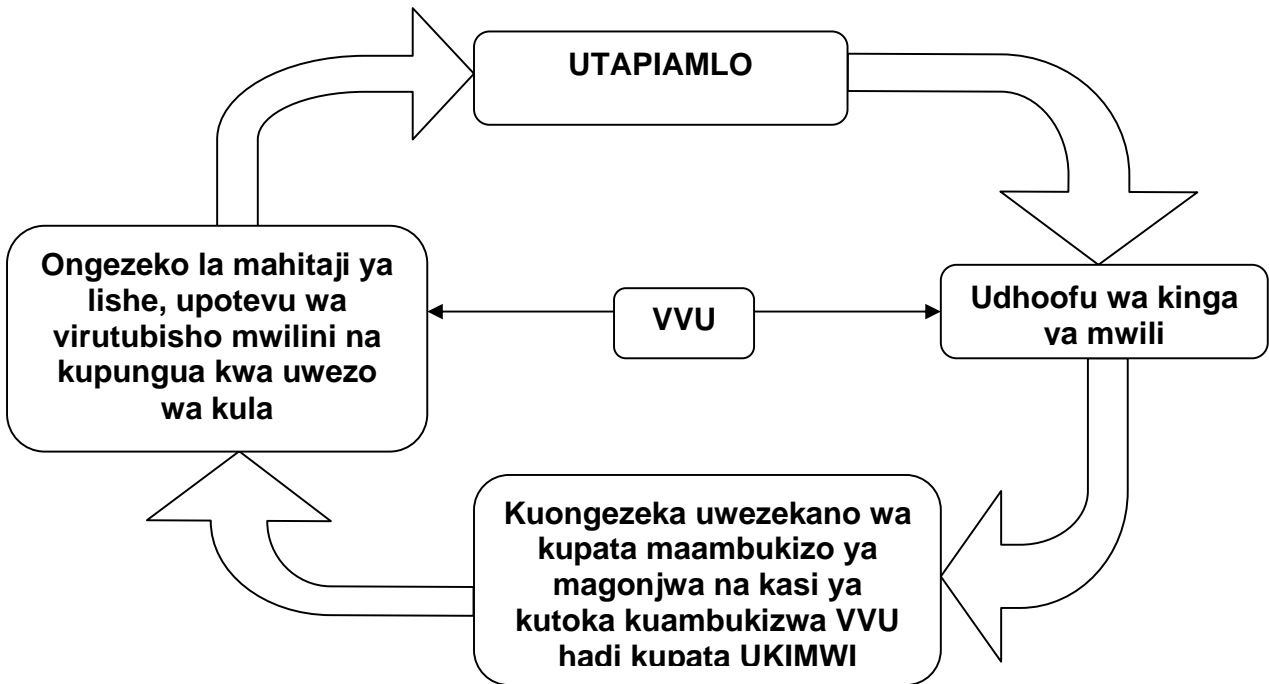 UTAPIAMLO
Udhoofu wa kinga
ya mwili
Kuongezeka uwezekano wa
kupata maambukizo ya
magonjwa na kasi ya
kutoka kuambukizwa VVU
hadi kupata UKIMWI
Ongezeko la mahitaji ya
lishe, upotevu wa
virutubisho mwilini na
kupungua kwa uwezo
wa kula
VVU